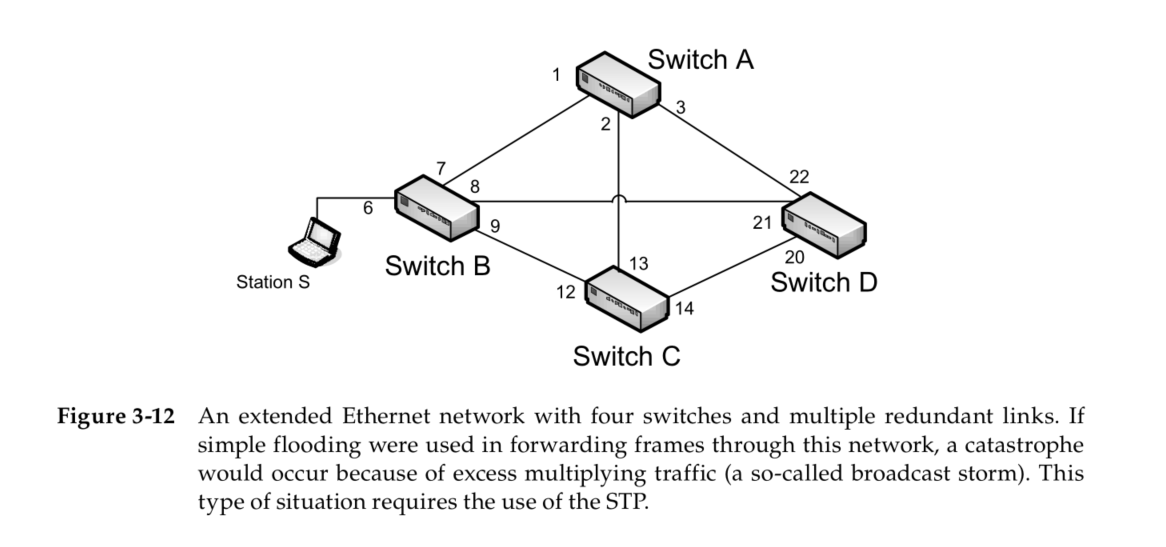 Switch A
1
2
3
7
8
22
6
9
21
Switch B
13
20
Station S
12
Switch D
14
Switch C
Figure 3-12 An extended Ethernet network with four switches and multiple redundant links. If
simple flooding were used in forwarding frames through this network, a catastrophe
would occur because of excess multiplying traffic (a so-called broadcast storm). This
type of situation requires the use of the STP.